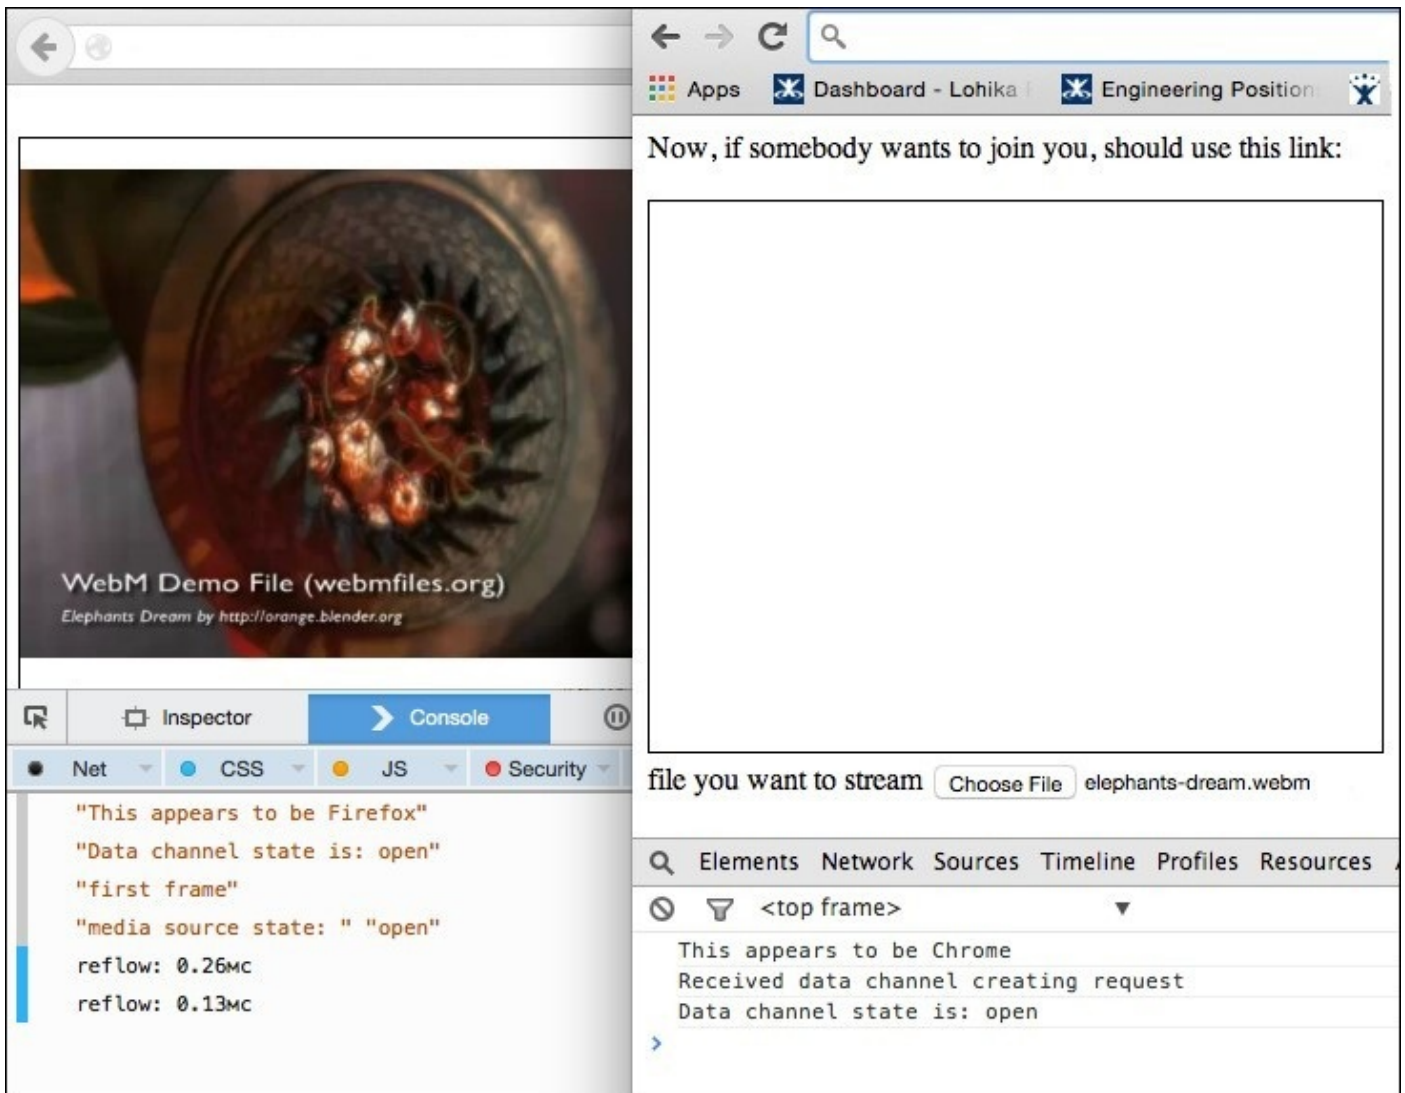 WebM Demo File (webmfiles.org)
Elephants Dream by http://orange.blender.org
Inspector
Console
Net
CSS
JS
Security
"This appears to be Firefox"
"Data channel state is: open"
"first frame"
"media source state: " "open"
reflow: 0.26мс
reflow: 0.13мс
Apps
Dashboard - Lohika
Engineering Position
Now, if somebody wants to join you, should use this link:
file you want to stream Choose File elephants-dream.webm
Elements Network Sources Timeline Profiles Resources
<top frame>
This appears to be Chrome
Received data channel creating request
Data channel state is: open